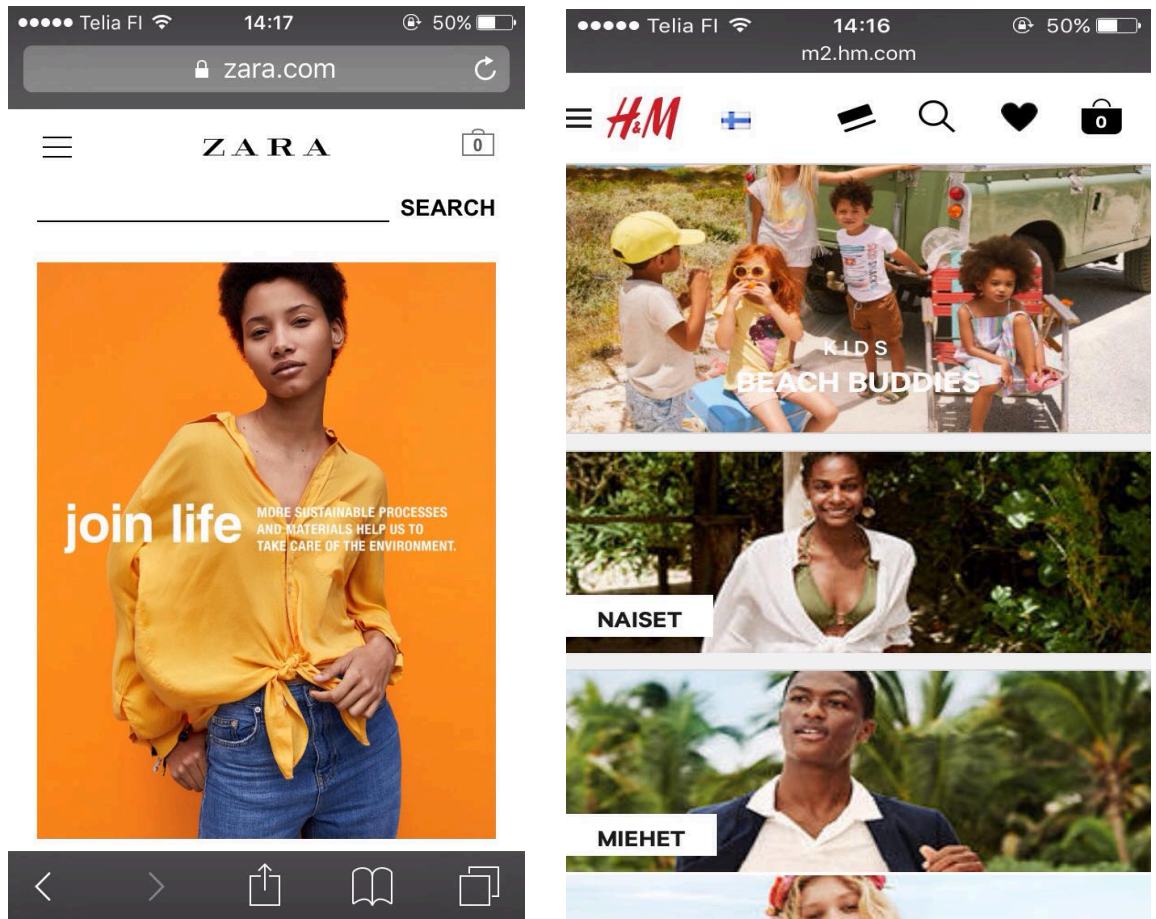 Telia FI 14:17 50%
zara.com
ZARA 0
SEARCH
join life
MORE SUSTAINABLE PROCESSES
AND MATERIALS HELP US TO
TAKE CARE OF THE ENVIRONMENT.
Telia FI 14:16 50%
m2.hm.com
H&M 0
KIDS
BEACH BUDDIES
NAISET
MIEHET